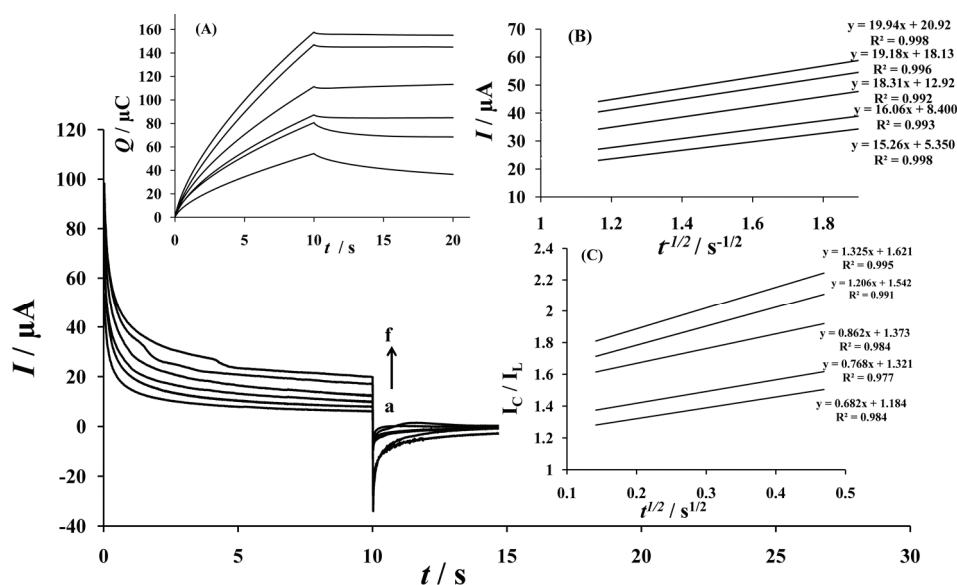 (A)
160
140
120
100
80
60
40
20
0
Q / μC
0
10
20
t / s
(B)
70
60
50
40
30
20
10
I / μA
1
1.2
1.4
1.6
1.8
t^-1/2 / s^-1/2
y = 19.94x + 20.92
R² = 0.998
y = 19.18x + 18.13
R² = 0.996
y = 18.31x + 12.92
R² = 0.992
y = 16.06x + 8.400
R² = 0.993
y = 15.26x + 5.350
R² = 0.998
(C)
2.4
2.2
2
1.8
1.6
1.4
1.2
1
I_C / I_L
0.1
0.2
0.3
0.4
0.5
t^1/2 / s^1/2
y = 1.325x + 1.621
R² = 0.995
y = 1.206x + 1.542
R² = 0.991
y = 0.862x + 1.373
R² = 0.984
y = 0.768x + 1.321
R² = 0.977
y = 0.682x + 1.184
R² = 0.984
120
100
80
60
40
20
0
-20
-40
I / μA
f
a
0
5
10
15
20
25
30
t / s